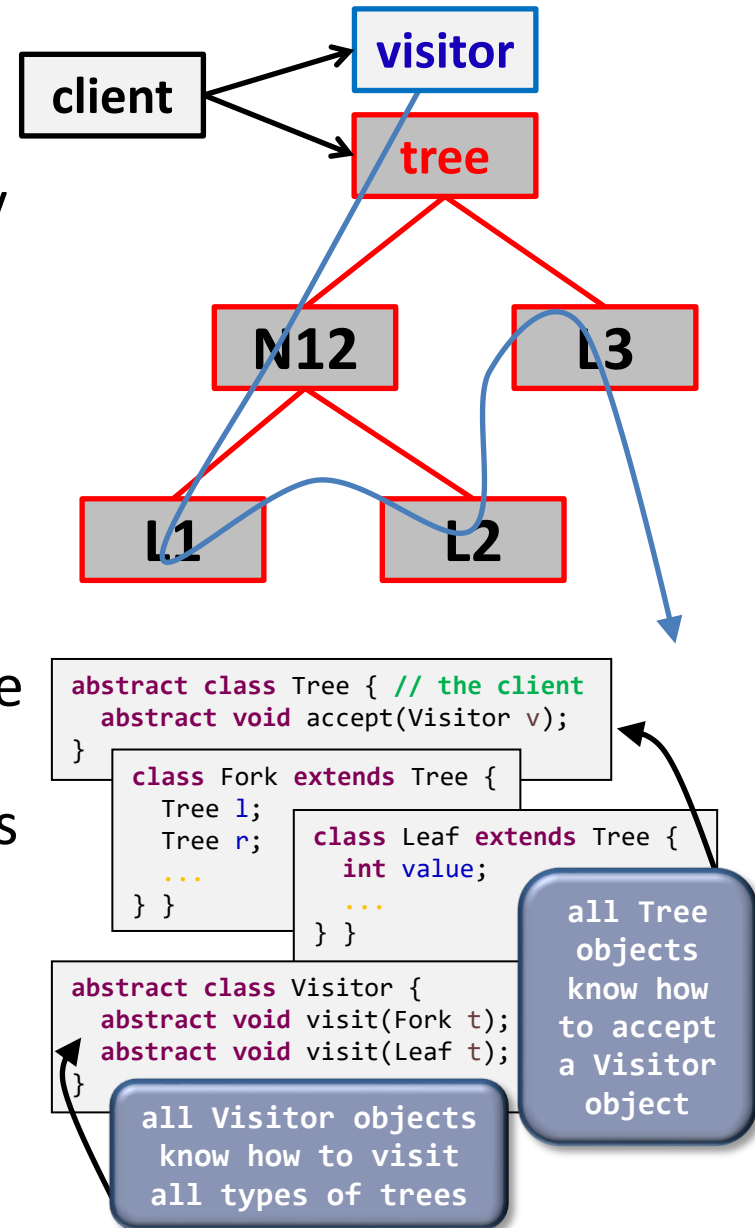 visitor
client
tree
y
N12
L3
L1
L2
e
abstract class Tree { // the client
  abstract void accept(Visitor v);
}
s
class Fork extends Tree {
  Tree l;
  Tree r;
  ...
} }
class Leaf extends Tree {
  int value;
  ...
} }
all Tree
objects
know how
to accept
a Visitor
object
abstract class Visitor {
  abstract void visit(Fork t);
  abstract void visit(Leaf t);
}
all Visitor objects
know how to visit
all types of trees